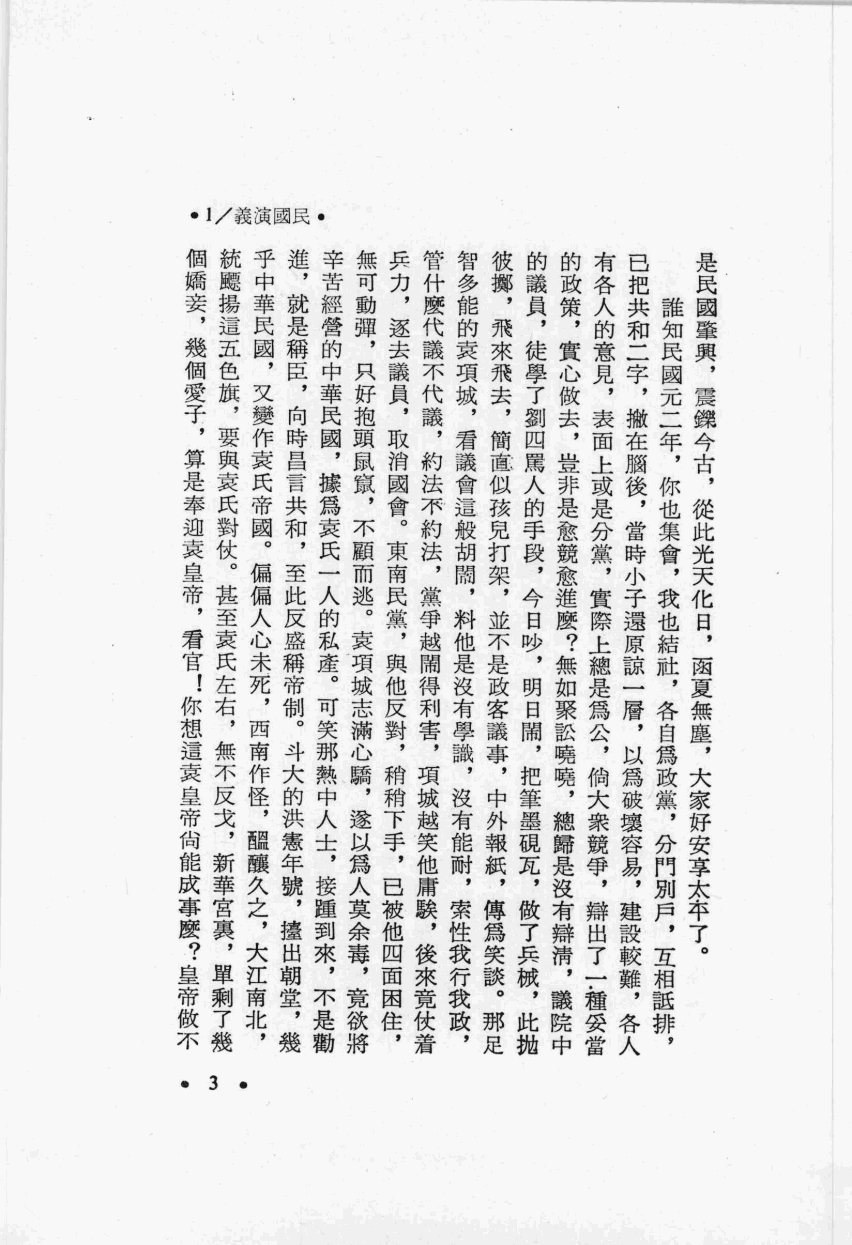 •1／義演國民•
是民國肇興，震鑠今古，從此光天化日，函夏無塵，大家好安享太平了。
誰知民國元二年，你也集會，我也結社，各自爲政黨，分門別戶，互相詆排，
已把共和二字，撇在腦後，當時小子還原諒一層，以爲破壞容易，建設較難，各人
有各人的意見，表面上或是分黨，實際上總是爲公，倘大衆競爭，辯出了一種妥當
的政策，實心做去，豈非是愈競愈進麼？無如聚訟嘵嘵，總歸是沒有辯清，議院中
的議員，徒學了劉四罵人的手段，今日吵，明日鬧，把筆墨硯瓦，做了兵械，此拋
彼擲，飛來飛去，簡直似孩兒打架，並不是政客議事，中外報紙，傳爲笑談。那足
智多能的袁項城，看議會這般胡鬧，料他是沒有學識，沒有能耐，索性我行我政，
管什麼代議不代議，約法不約法，黨爭越鬧得利害，項城越笑他庸騃，後來竟仗着
兵力，逐去議員，取消國會。東南民黨，與他反對，稍稍下手，已被他四面困住，
無可動彈，只好抱頭鼠竄，不顧而逃。袁項城志滿心驕，遂以爲人莫余毒，竟欲將
辛苦經營的中華民國，據爲袁氏一人的私產。可笑那熱中人士，接踵到來，不是勸
進，就是稱臣，向時昌言共和，至此反盛稱帝制。斗大的洪憲年號，擡出朝堂，幾
乎中華民國，又變作袁氏帝國。偏偏人心未死，西南作怪，醞釀久之，大江南北，
統飃揚這五色旗，要與袁氏對仗。甚至袁氏左右，無不反戈，新華宮裏，單剩了幾
個嬌妾，幾個愛子，算是奉迎袁皇帝，看官！你想這袁皇帝尙能成事麼？皇帝做不
• 3 •